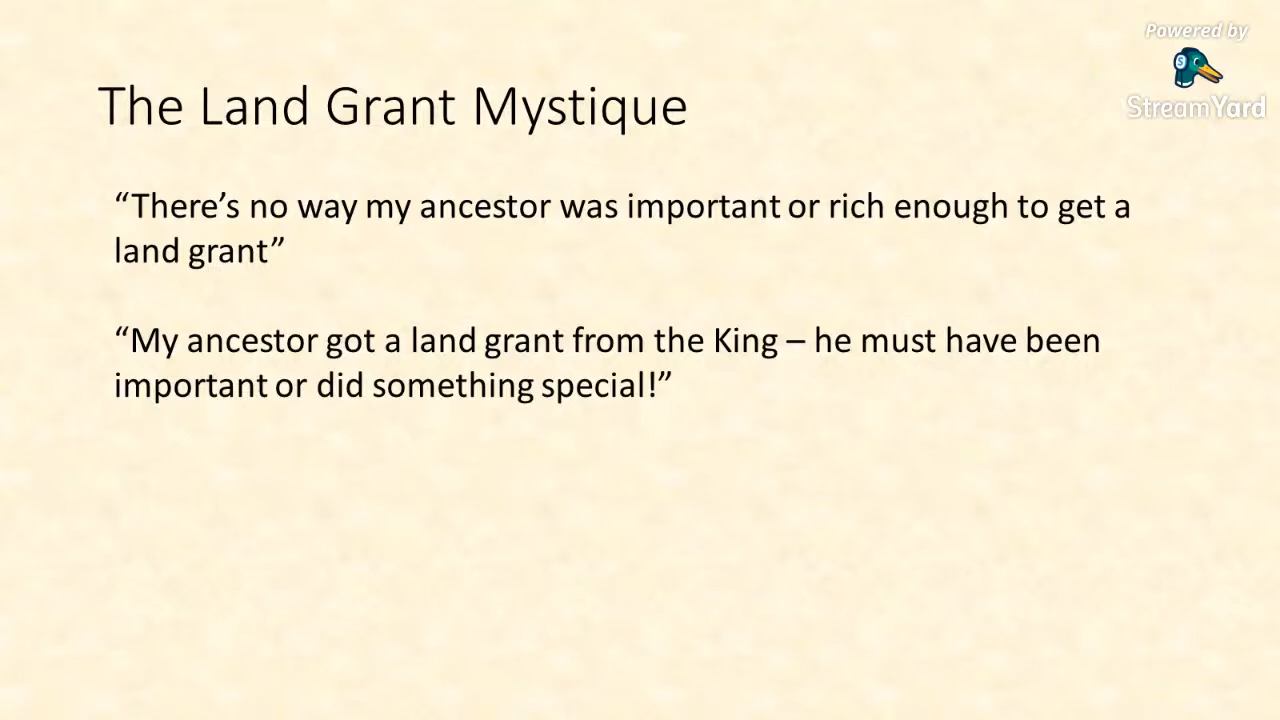 Powered by
StreamYard
The Land Grant Mystique
“There’s no way my ancestor was important or rich enough to get a
land grant”
“My ancestor got a land grant from the King – he must have been
important or did something special!”